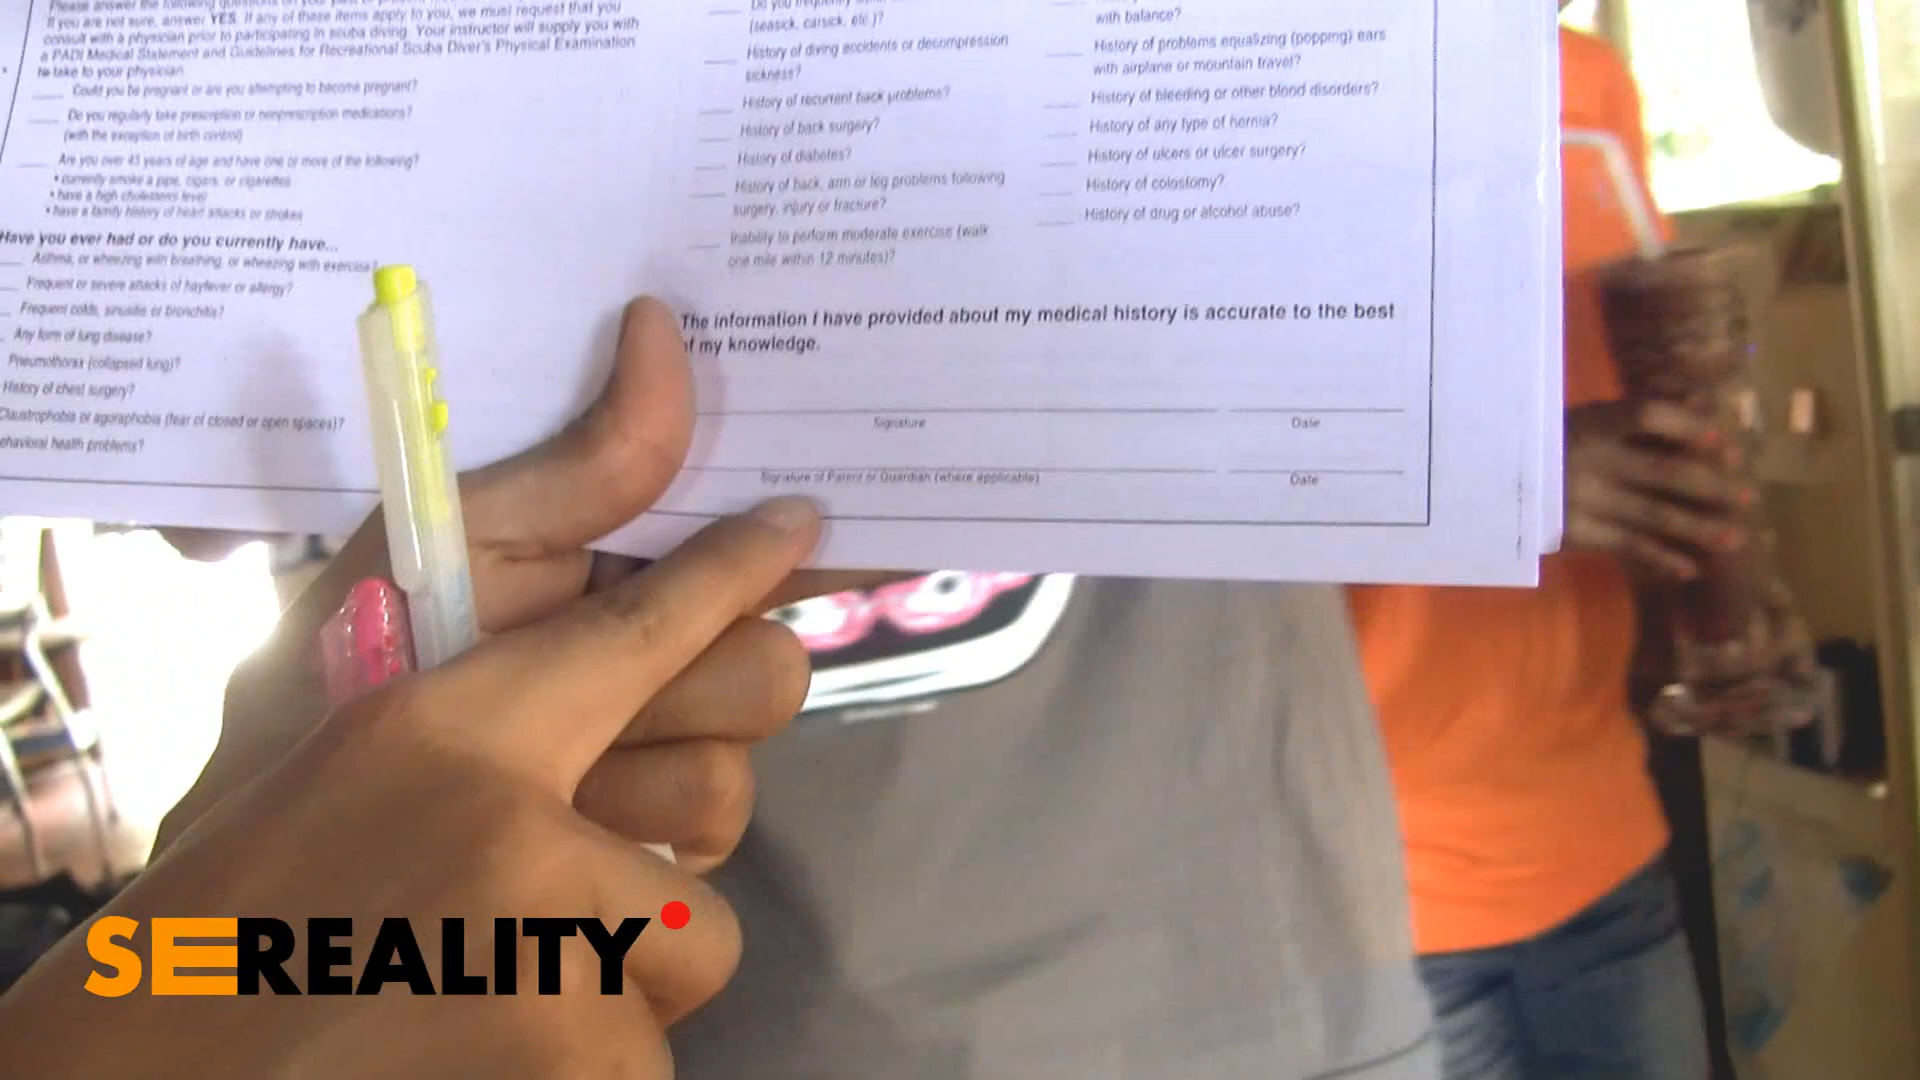 Please answer the following questions on your past or present
If you are not sure, answer YES. If any of these items apply to you, we must request that you
consult with a physician prior to participating in scuba diving. Your instructor will supply you with
a PADI Medical Statement and Guidelines for Recreational Scuba Diver's Physical Examination
to take to your physician.
Could you be pregnant or are you attempting to become pregnant?
Do you regularly take prescription or nonprescription medications?
(with the exception of birth control)
Are you over 45 years of age and have one or more of the following?
• currently smoke a pipe, cigars, or cigarettes
• have a high cholesterol level
• have a family history of heart attacks or strokes
Have you ever had or do you currently have...
Asthma, or wheezing with breathing, or wheezing with exercise?
Frequent or severe attacks of hayfever or allergy?
Frequent colds, sinusitis or bronchitis?
Any form of lung disease?
Pneumothorax (collapsed lung)?
History of chest surgery?
Claustrophobia or agoraphobia (fear of closed or open spaces)?
ehavioral health problems?
Do you frequently
(seasick, carsick, etc.)?
History of diving accidents or decompression
sickness?
History of recurrent back problems?
History of back surgery?
History of diabetes?
History of back, arm or leg problems following
surgery, injury or fracture?
Inability to perform moderate exercise (walk
one mile within 12 minutes)?
with balance?
History of problems equalizing (popping) ears
with airplane or mountain travel?
History of bleeding or other blood disorders?
History of any type of hernia?
History of ulcers or ulcer surgery?
History of colostomy?
History of drug or alcohol abuse?
The information I have provided about my medical history is accurate to the best
of my knowledge.
Signature Date
Signature of Parent or Guardian (where applicable) Date
SEREALITY